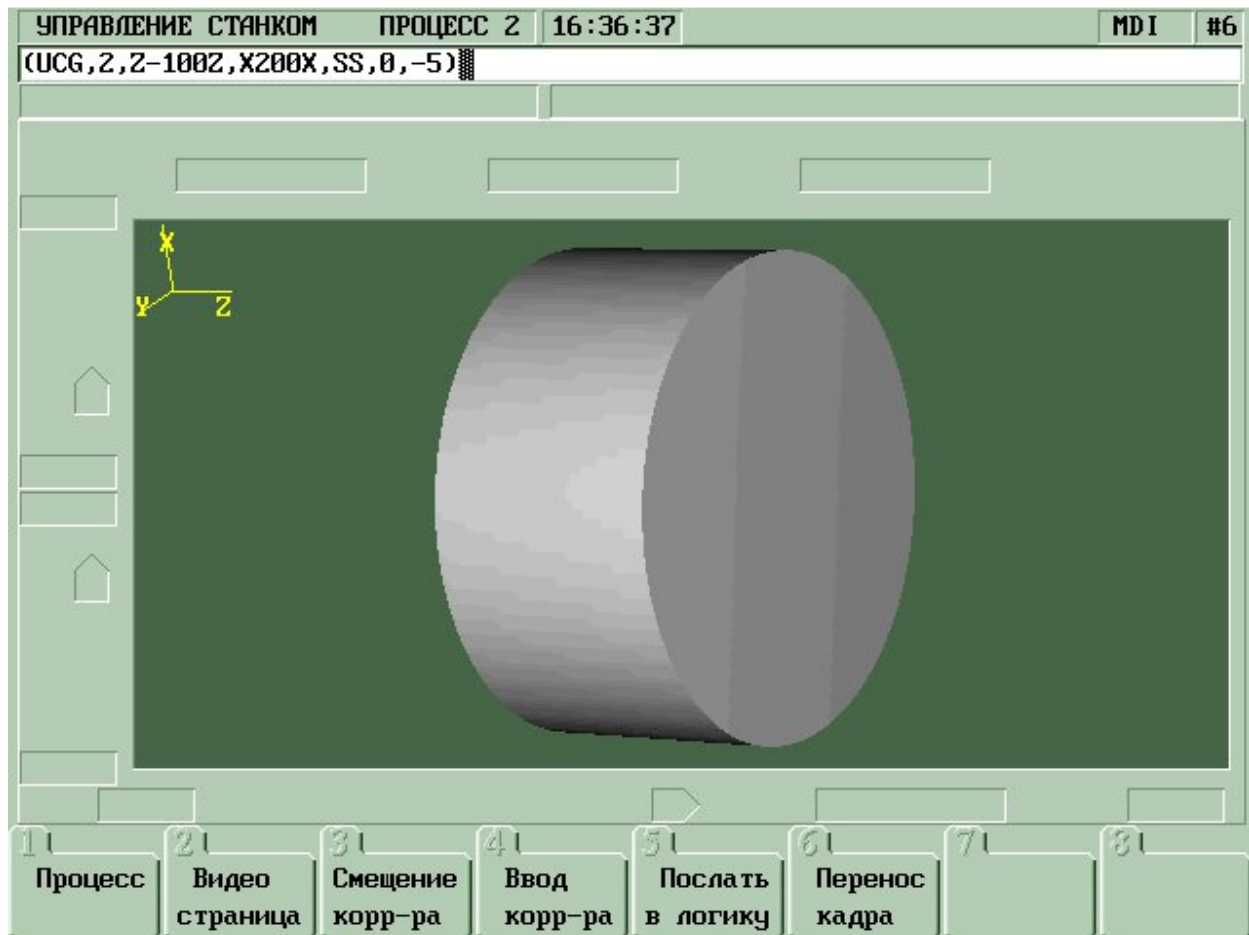 УПРАВЛЕНИЕ СТАНКОМ ПРОЦЕСС 2 16:36:37 MDI #6
(UCG,2,Z-100Z,X200X,SS,0,-5)
X
Y Z
1 2 3 4 5 6 7 8
Процесс Видео Смещение Ввод Послать Перенос
страница корр-ра корр-ра в логику кадра